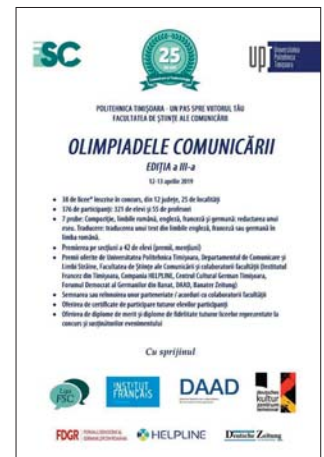 FSC
25
UPT
Universitatea
Politehnica
Timișoara
POLITEHNICA TIMIȘOARA - UN PAS SPRE VIITORUL TĂU
FACULTATEA DE ȘTIINȚE ALE COMUNICĂRII
OLIMPIADELE COMUNICĂRII
EDIȚIA a III-a
12-13 aprilie 2019
• 38 de licee* înscrise în concurs, din 12 județe, 25 de localități
• 376 de participanți: 321 de elevi și 55 de profesori
• 7 probe: Compoziție, limbile română, engleză, franceză și germană: redactarea unui
eseu. Traducere: traducerea unui text din limbile engleză, franceză sau germană în
limba română.
• Premierea pe secțiuni a 42 de elevi (premii, mențiuni)
• Premii oferite de Universitatea Politehnica Timișoara, Departamentul de Comunicare și
Limbi Străine, Facultatea de Științe ale Comunicării și colaboratorii facultății (Institutul
Francez din Timișoara, Compania HELPLINE, Centrul Cultural German Timișoara,
Forumul Democrat al Germanilor din Banat, DAAD, Banater Zeitung)
• Semnarea sau reînnoirea unor parteneriate / acorduri cu colaboratorii facultății
• Oferirea de certificate de participare tuturor elevilor participanți
• Oferirea de diplome de merit și diplome de fidelitate tuturor liceelor reprezentate la
concurs și susținătorilor evenimentului
Cu sprijinul
FSC
INSTITUT
FRANÇAIS
DAAD
deutsches
kultur
zentrum
temeswar
FDGR
HELPLINE
Deutsche Zeitung